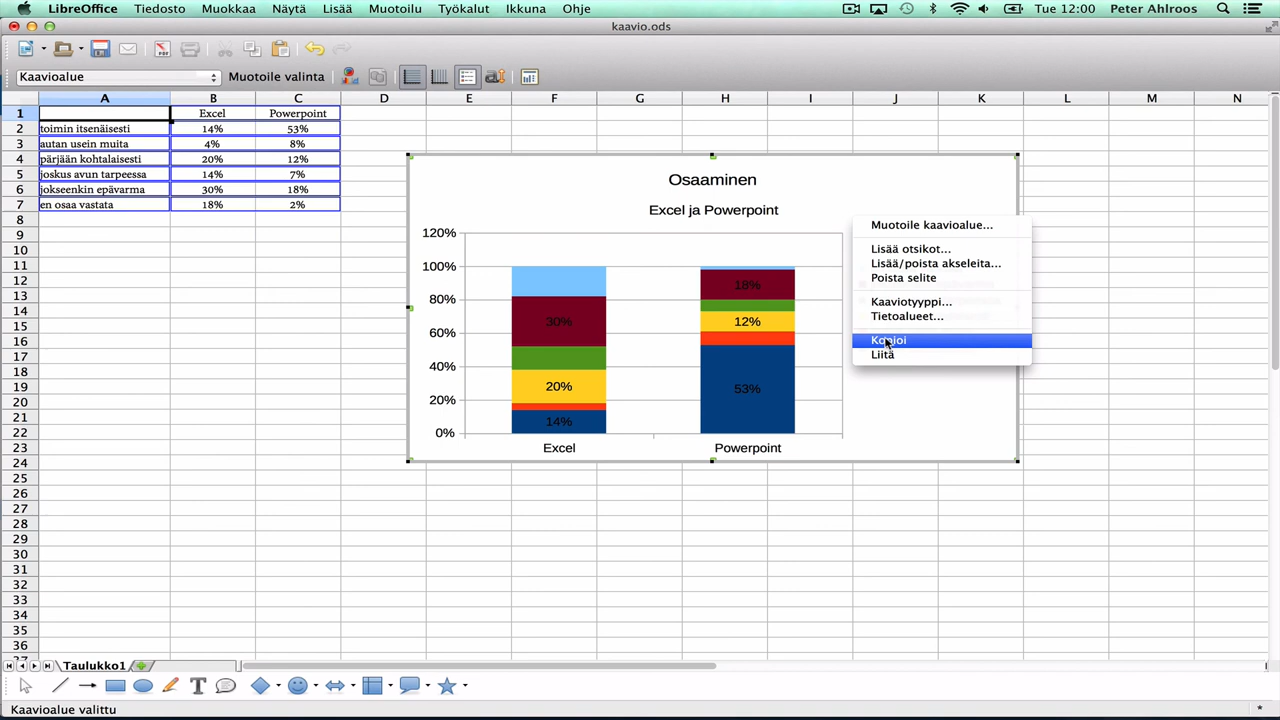 LibreOffice Tiedosto Muokkaa Näytä Lisää Muotoilu Työkalut Ikkuna Ohje Tue 12:00 Peter Ahlroos
kaavio.ods
Kaavioalue Muotoile valinta
A B C D E F G H I J K L M N
1 Excel Powerpoint
2 toimin itsenäisesti 14% 53%
3 autan usein muita 4% 8%
4 pärjään kohtalaisesti 20% 12%
5 joskus avun tarpeessa 14% 7%
6 jokseenkin epävarma 30% 18%
7 en osaa vastata 18% 2%
8
9
10
11
12
13
14
15
16
17
18
19
20
21
22
23
24
25
26
27
28
29
30
31
32
33
34
35
36
Osaaminen
Excel ja Powerpoint
120%
100%
80%
60%
40%
20%
0%
30%
20%
14%
18%
12%
53%
Excel Powerpoint
Muotoile kaavioalue...
Lisää otsikot...
Lisää/poista akseleita...
Poista selite
Kaaviotyyppi...
Tietoalueet...
Kopioi
Liitä
Taulukko1
Kaavioalue valittu *